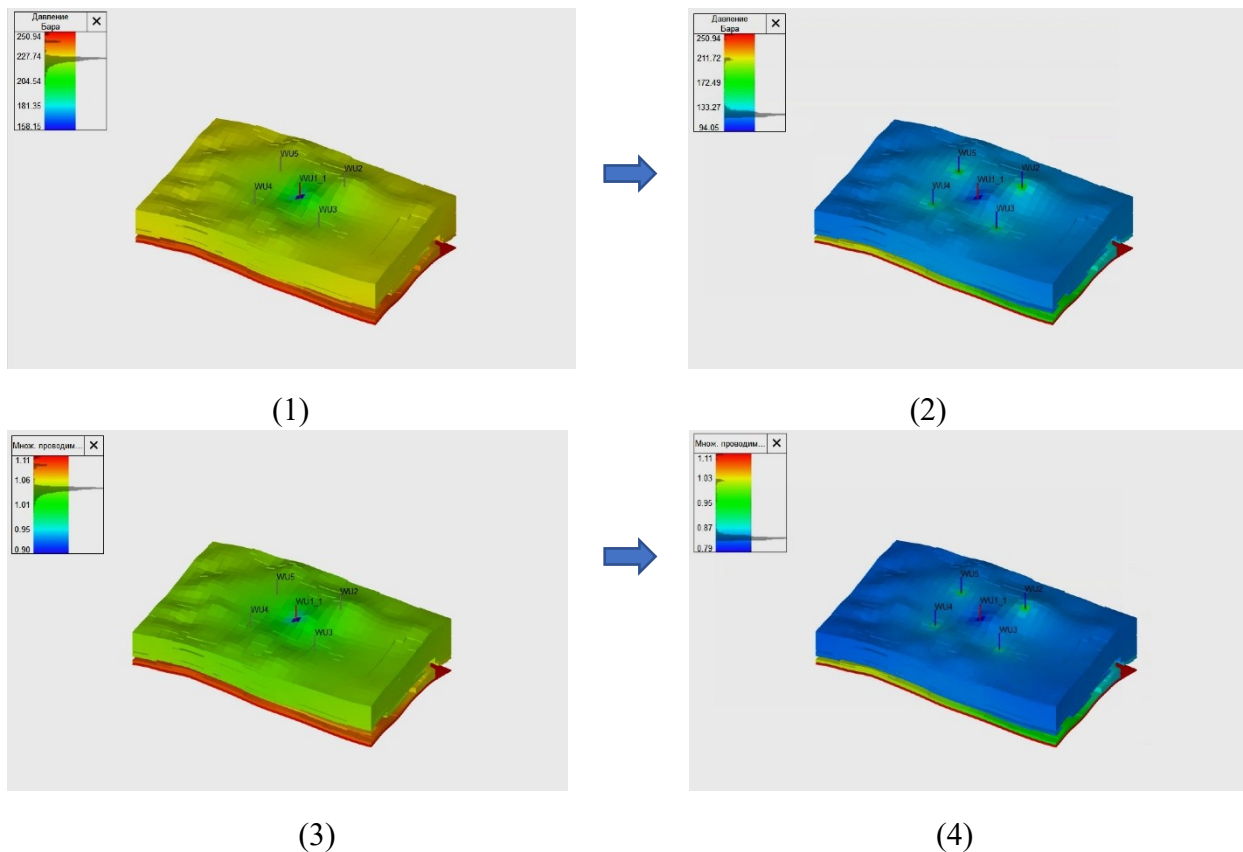 Давление
Бара
250.94
227.74
204.54
181.35
158.15
WU5
WU2
WU1_1
WU4
WU3
(1)
Давление
Бара
250.94
211.72
172.49
133.27
94.05
WU5
WU2
WU1_1
WU4
WU3
(2)
Множ. проводим...
1.11
1.06
1.01
0.95
0.90
WU5
WU2
WU1_1
WU4
WU3
(3)
Множ. проводим...
1.11
1.03
0.95
0.87
0.79
WU5
WU2
WU1_1
WU4
WU3
(4)